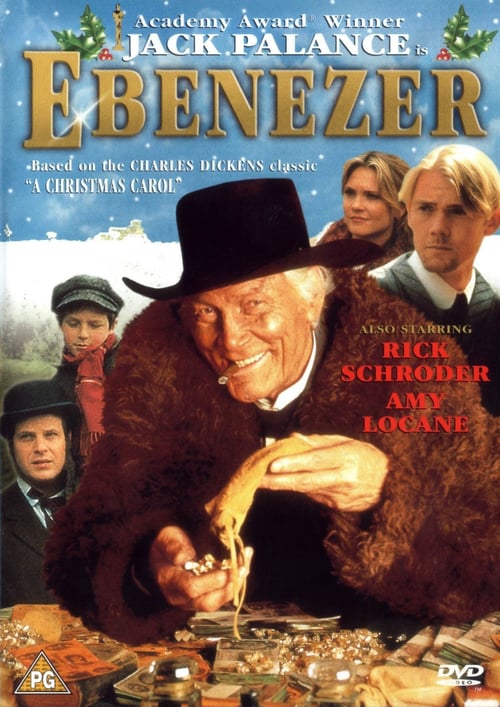 Academy Award® Winner
JACK PALANCE is
EBENEZER
BASED ON THE CHARLES DICKENS CLASSIC
"A CHRISTMAS CAROL"
ALSO STARRING
RICK
SCHRODER
AMY
LOCANE
PG
DVD
VIDEO
TM